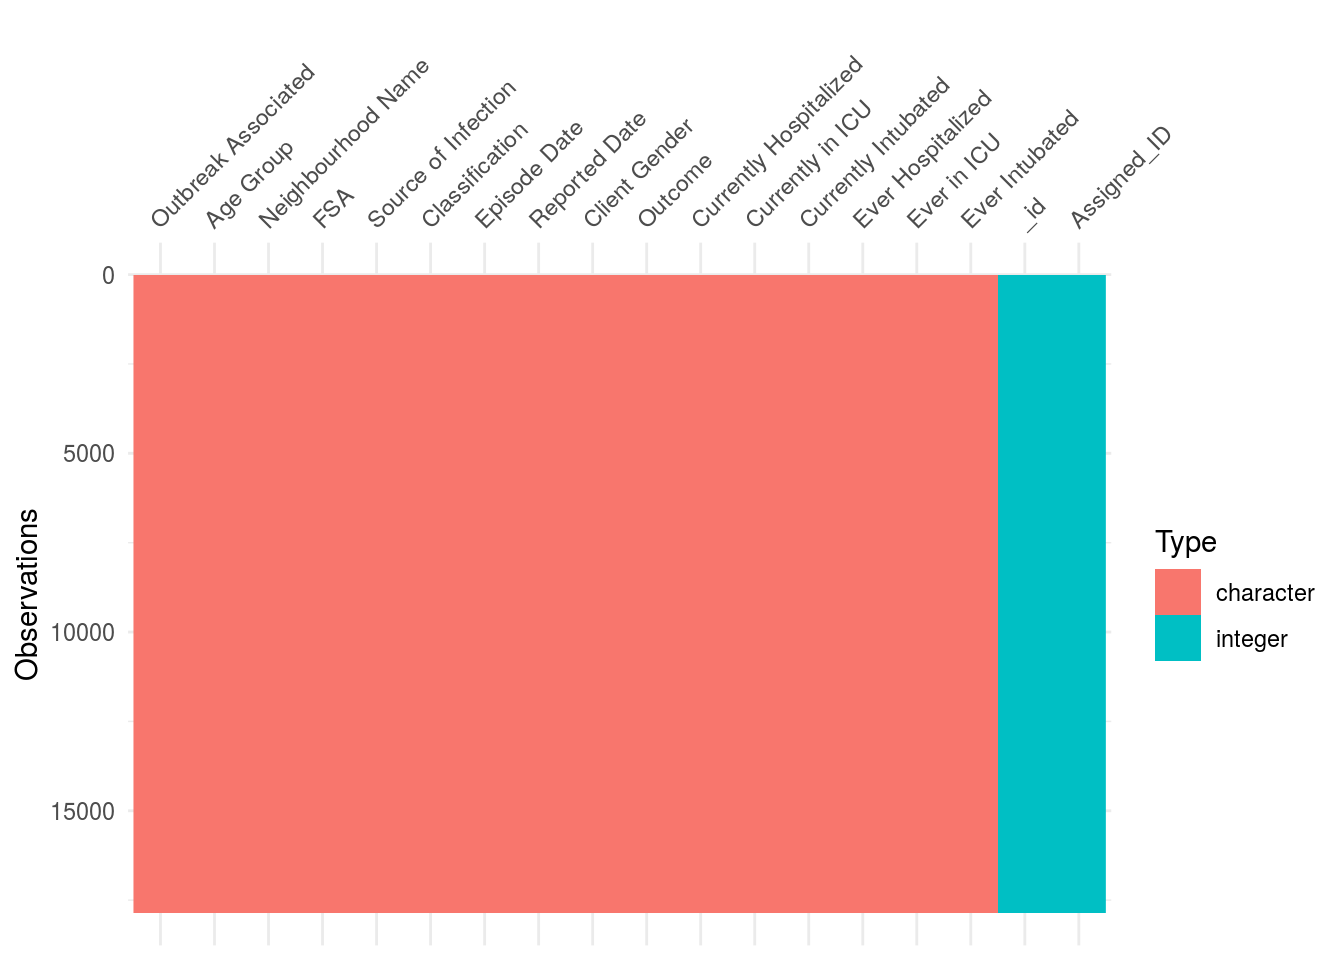 Outbreak Associated
Age Group
Neighbourhood Name
FSA
Source of Infection
Classification
Episode Date
Reported Date
Client Gender
Outcome
Currently Hospitalized
Currently in ICU
Currently Intubated
Ever Hospitalized
Ever in ICU
Ever Intubated
_id
Assigned_ID
0
5000
10000
15000
Observations
Type
character
integer